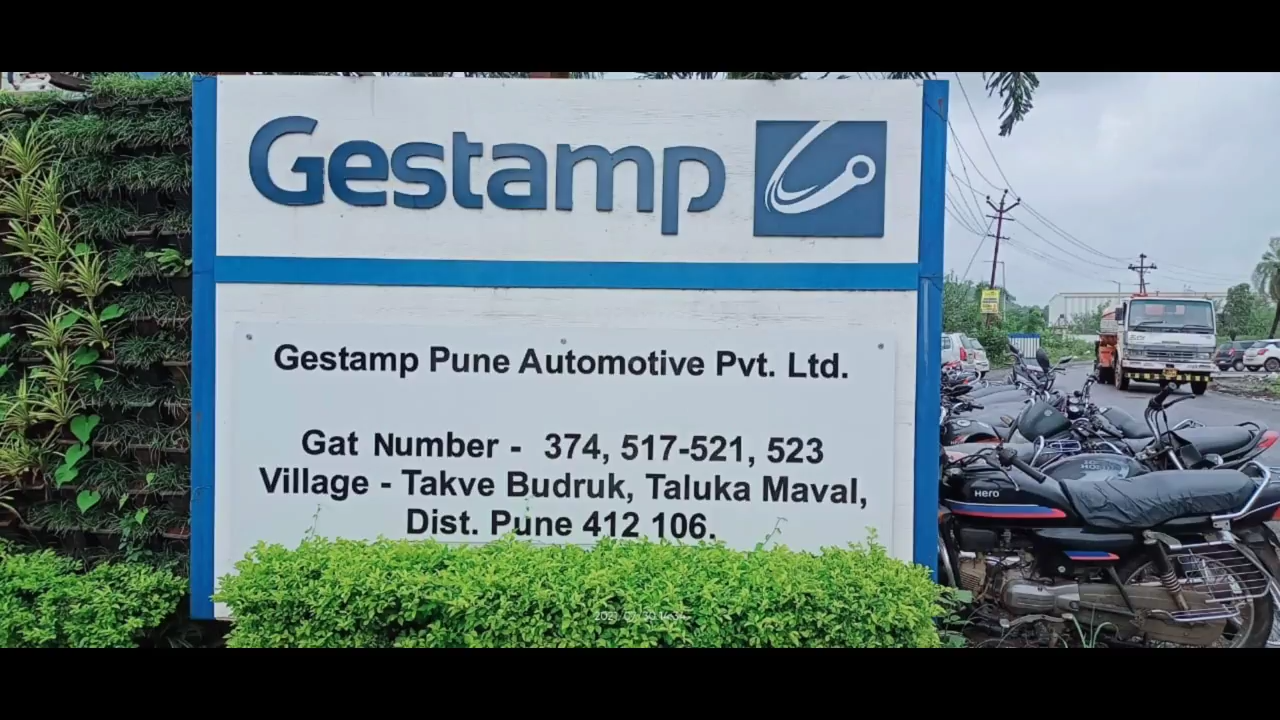 Gestamp
Gestamp Pune Automotive Pvt. Ltd.
Gat Number - 374, 517-521, 523
Village - Takve Budruk, Taluka Maval,
Dist. Pune 412 106.
Hero